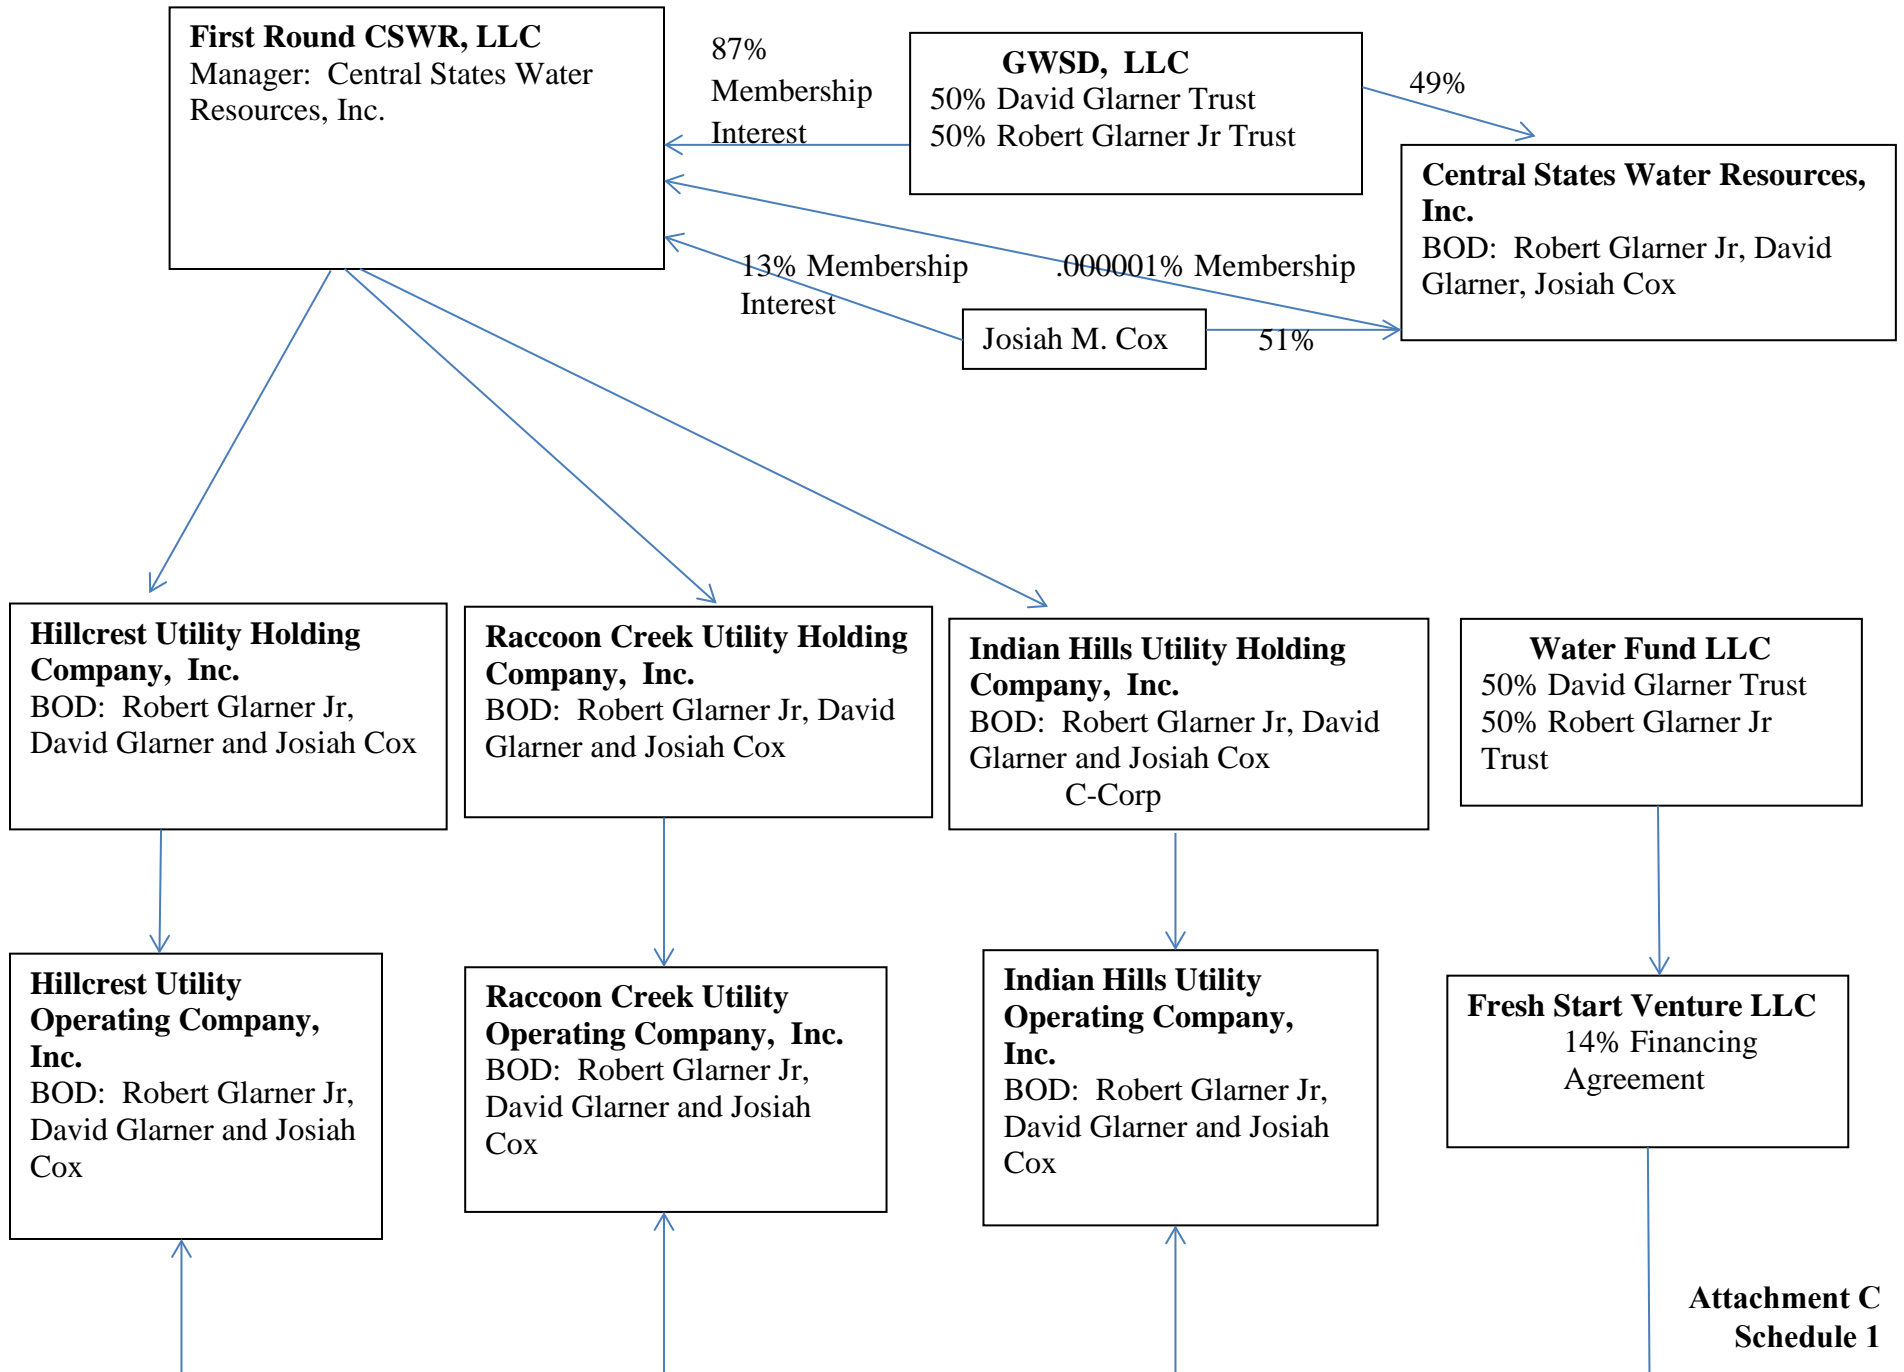 First Round CSWR, LLC
Manager:  Central States Water
Resources, Inc.
87%
Membership
Interest
GWSD,  LLC
50% David Glarner Trust
50% Robert Glarner Jr Trust
49%
Central States Water Resources,
Inc.
BOD:  Robert Glarner Jr, David
Glarner, Josiah Cox
13% Membership
Interest
.000001% Membership
Josiah M. Cox
51%
Hillcrest Utility Holding
Company,  Inc.
BOD:  Robert Glarner Jr,
David Glarner and Josiah Cox
Raccoon Creek Utility Holding
Company,  Inc.
BOD:  Robert Glarner Jr, David
Glarner and Josiah Cox
Indian Hills Utility Holding
Company,  Inc.
BOD:  Robert Glarner Jr, David
Glarner and Josiah Cox
C-Corp
Water Fund LLC
50% David Glarner Trust
50% Robert Glarner Jr
Trust
Hillcrest Utility
Operating Company,
Inc.
BOD:  Robert Glarner Jr,
David Glarner and Josiah
Cox
Raccoon Creek Utility
Operating Company,  Inc.
BOD:  Robert Glarner Jr,
David Glarner and Josiah
Cox
Indian Hills Utility
Operating Company,
Inc.
BOD:  Robert Glarner Jr,
David Glarner and Josiah
Cox
Fresh Start Venture LLC
14% Financing
Agreement
Attachment C
Schedule 1